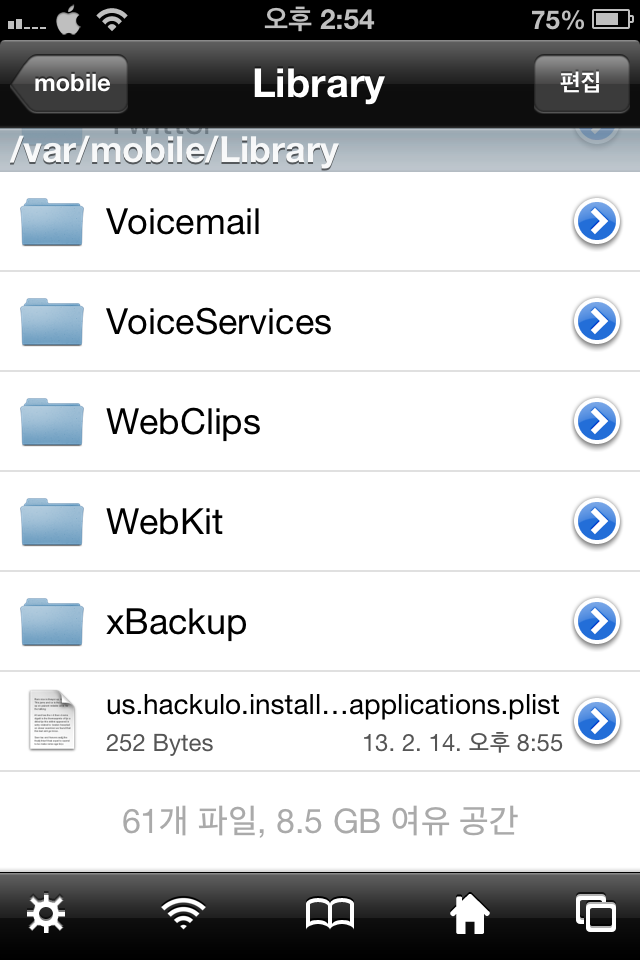 오후 2:54
75%
mobile
Library
편집
Twitter
/var/mobile/Library
Voicemail
VoiceServices
WebClips
WebKit
xBackup
us.hackulo.install...applications.plist
252 Bytes
13. 2. 14. 오후 8:55
61개 파일, 8.5 GB 여유 공간